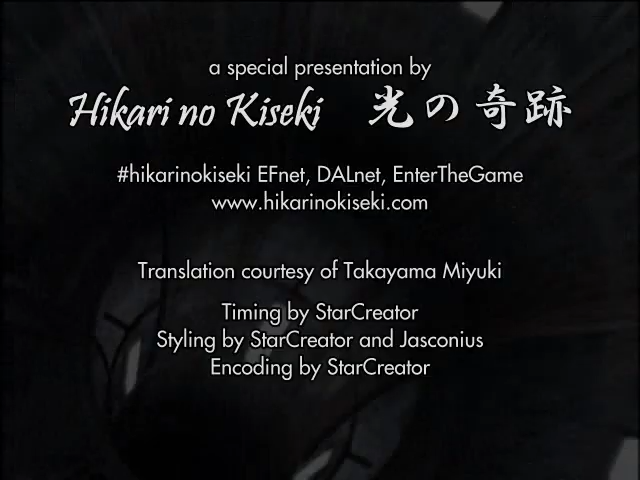 a special presentation by
Hikari no Kiseki 光の奇跡
#hikarinokiseki EFnet, DALnet, EnterTheGame
www.hikarinokiseki.com
Translation courtesy of Takayama Miyuki
Timing by StarCreator
Styling by StarCreator and Jasconius
Encoding by StarCreator